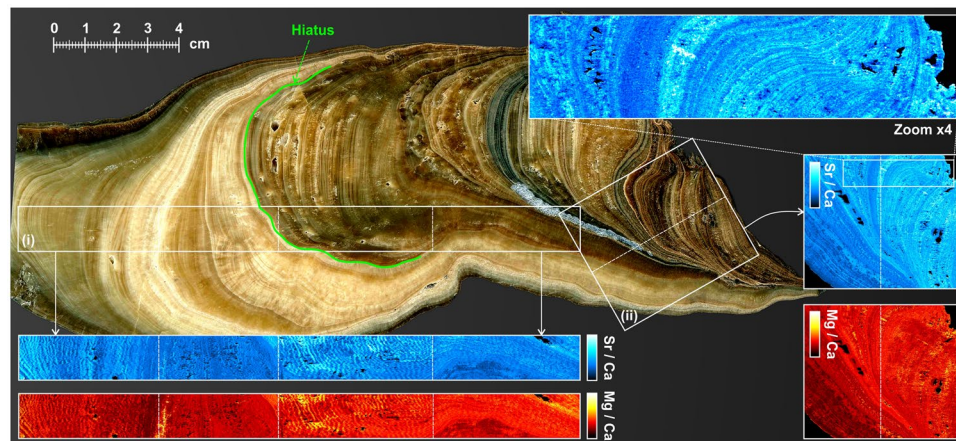 0 1 2 3 4
cm
Hiatus
Zoom x4
Sr / Ca
(i)
(ii)
Mg / Ca
Sr / Ca
Mg / Ca